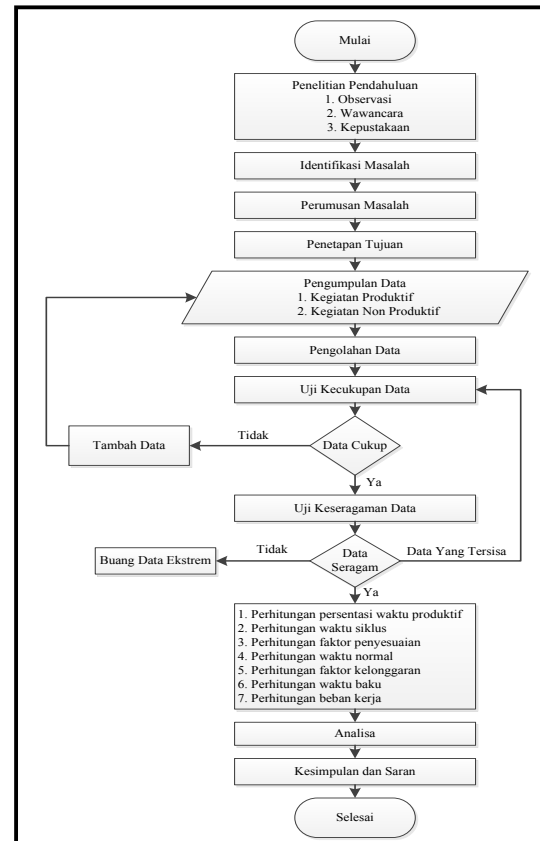 Mulai
Penelitian Pendahuluan
1. Observasi
2. Wawancara
3. Kepustakaan
Identifikasi Masalah
Perumusan Masalah
Penetapan Tujuan
Pengumpulan Data
1. Kegiatan Produktif
2. Kegiatan Non Produktif
Pengolahan Data
Uji Kecukupan Data
Tambah Data
Tidak
Data Cukup
Ya
Uji Keseragaman Data
Buang Data Ekstrem
Tidak
Data
Seragam
Data Yang Tersisa
Ya
1. Perhitungan persentasi waktu produktif
2. Perhitungan waktu siklus
3. Perhitungan faktor penyesuaian
4. Perhitungan waktu normal
5. Perhitungan faktor kelonggaran
6. Perhitungan waktu baku
7. Perhitungan beban kerja
Analisa
Kesimpulan dan Saran
Selesai